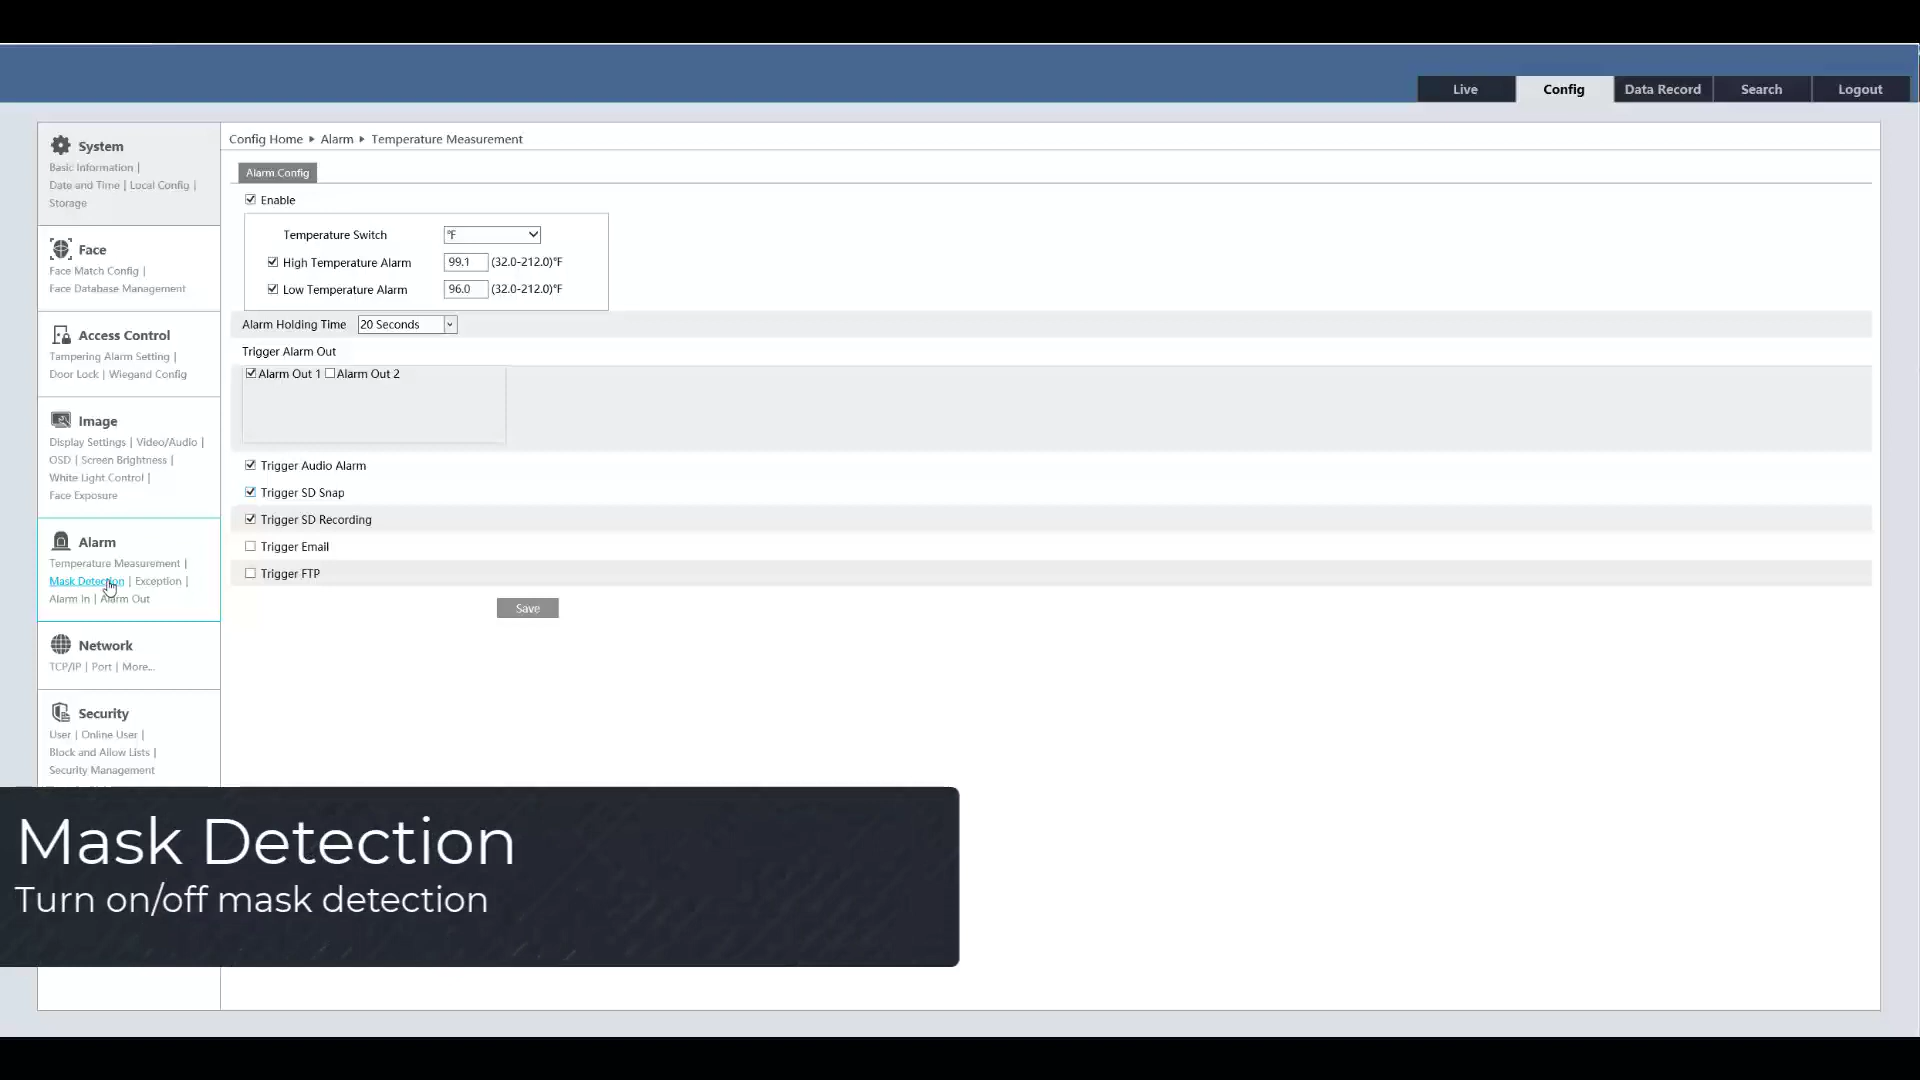 Live Config Data Record Search Logout
Config Home ▸ Alarm ▸ Temperature Measurement
System
Basic Information |
Date and Time | Local Config |
Storage
Face
Face Match Config |
Face Database Management
Access Control
Tampering Alarm Setting |
Door Lock | Wiegand Config
Image
Display Settings | Video/Audio |
OSD | Screen Brightness |
White Light Control |
Face Exposure
Alarm
Temperature Measurement |
Mask Detection | Exception |
Alarm In | Alarm Out
Network
TCP/IP | Port | More...
Security
User | Online User |
Block and Allow Lists |
Security Management
Alarm Config
Enable
Temperature Switch °F
High Temperature Alarm 99.1 (32.0-212.0)°F
Low Temperature Alarm 96.0 (32.0-212.0)°F
Alarm Holding Time 20 Seconds
Trigger Alarm Out
Alarm Out 1 Alarm Out 2
Trigger Audio Alarm
Trigger SD Snap
Trigger SD Recording
Trigger Email
Trigger FTP
Save
Mask Detection
Turn on/off mask detection